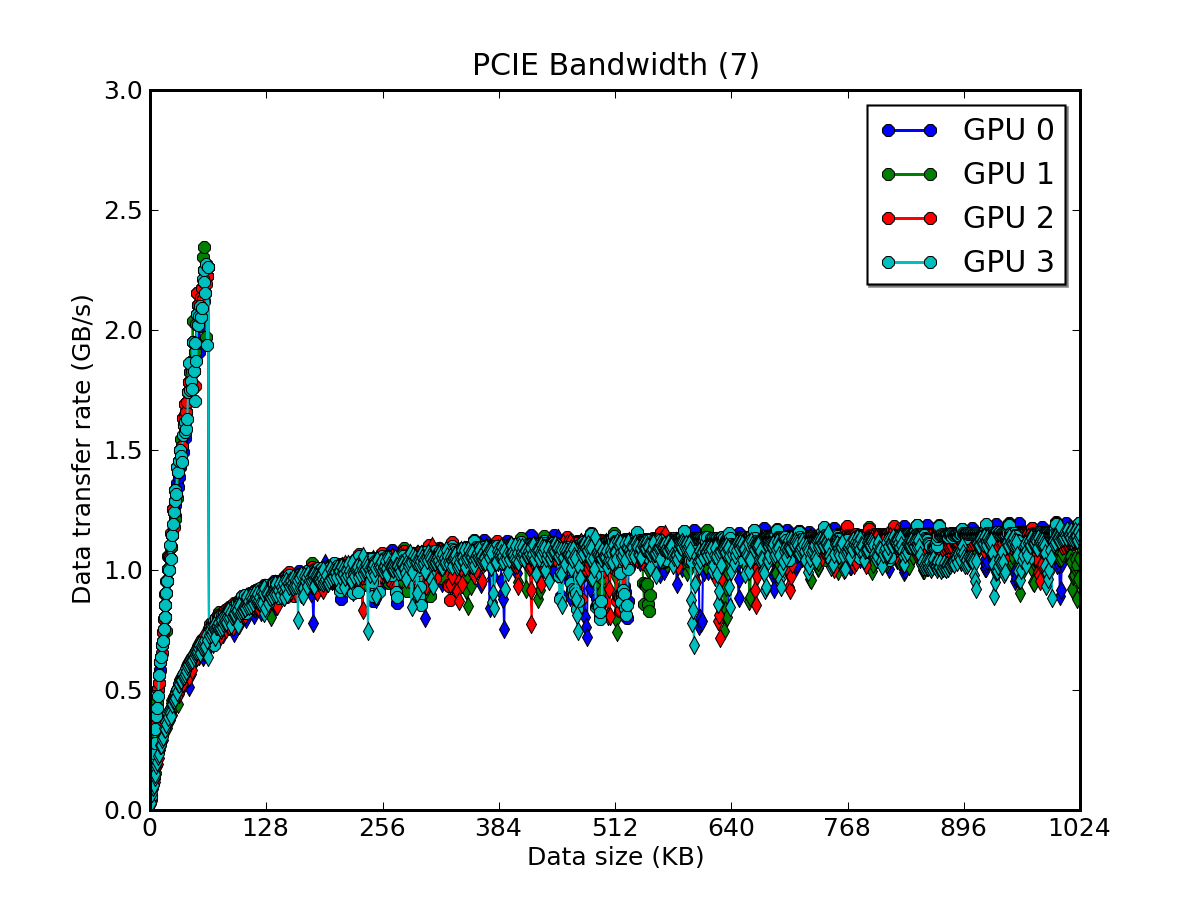 PCIE Bandwidth (7)
3.0
2.5
2.0
1.5
1.0
0.5
0.0
Data transfer rate (GB/s)
GPU 0
GPU 1
GPU 2
GPU 3
0 128 256 384 512 640 768 896 1024
Data size (KB)